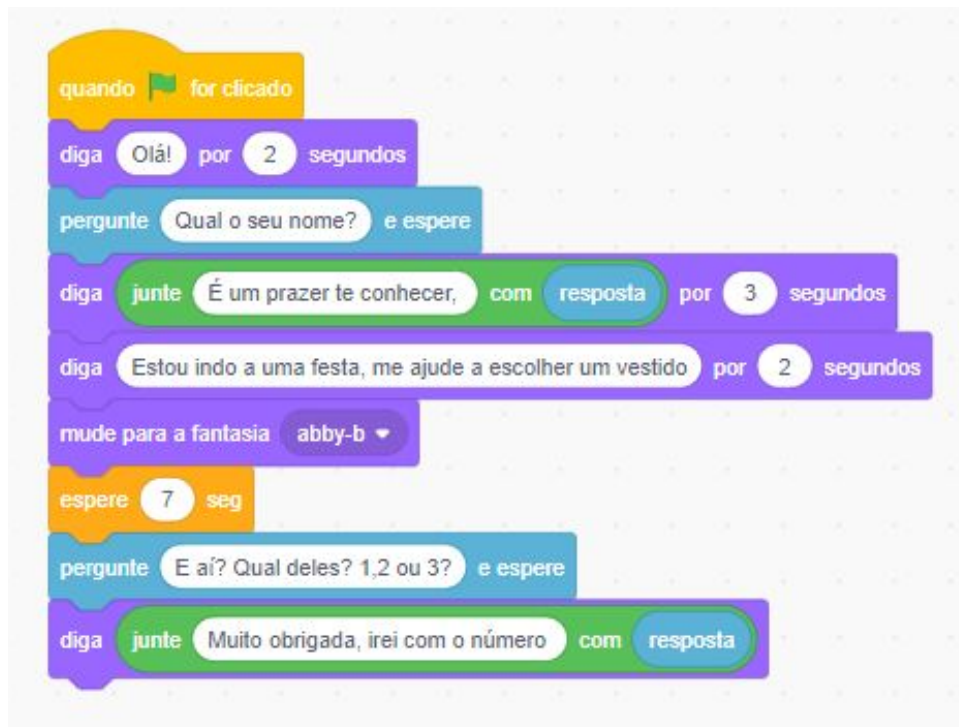 quando for clicado
diga Olá! por 2 segundos
pergunte Qual o seu nome? e espere
diga junte É um prazer te conhecer, com resposta por 3 segundos
diga Estou indo a uma festa, me ajude a escolher um vestido por 2 segundos
mude para a fantasia abby-b
espere 7 seg
pergunte E aí? Qual deles? 1,2 ou 3? e espere
diga junte Muito obrigada, irei com o número com resposta